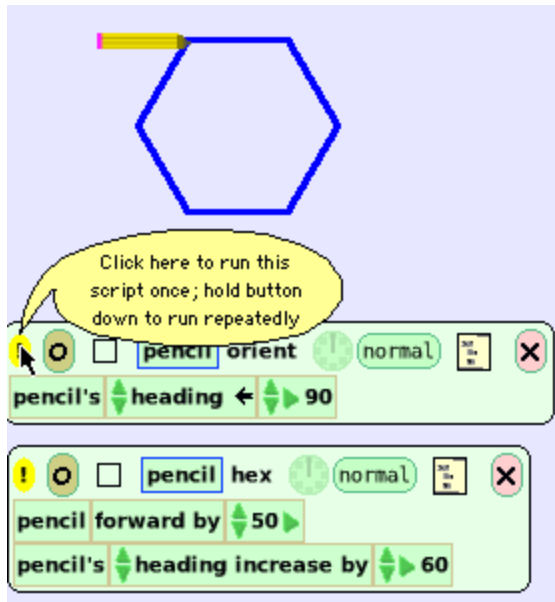 Click here to run this
script once; hold button
down to run repeatedly
! pencil orient normal
pencil's heading ← 90
! pencil hex normal
pencil forward by 50
pencil's heading increase by 60